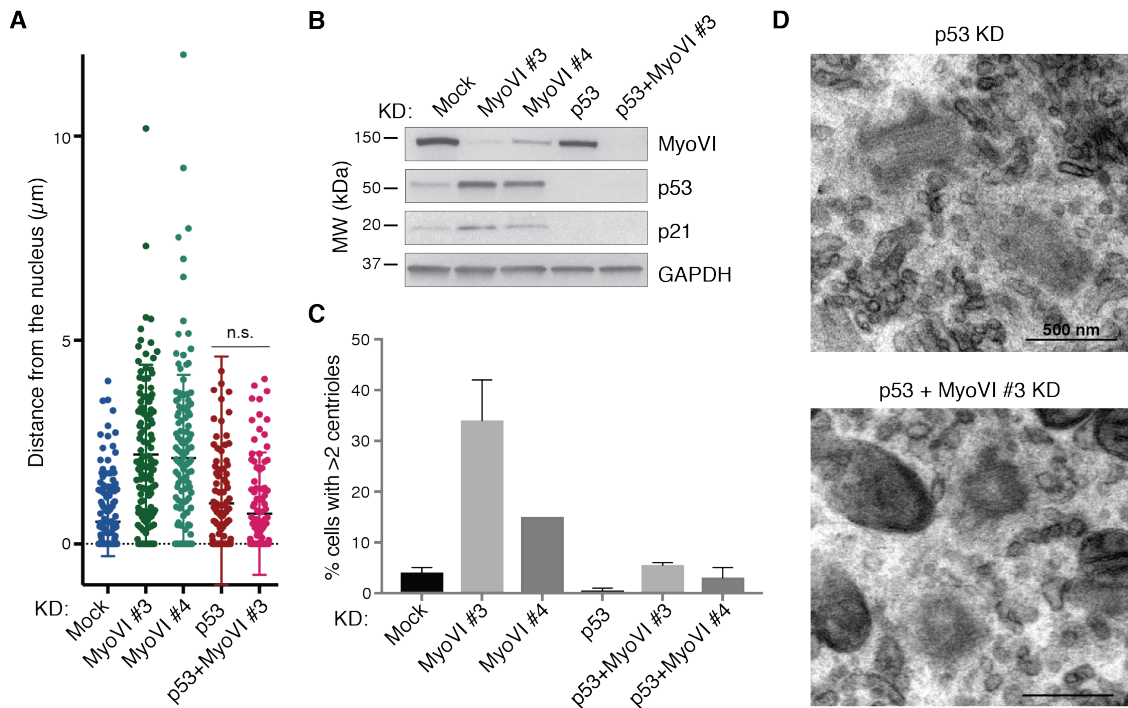 A
Distance from the nucleus (µm)
10
5
0
n.s.
KD:
Mock
MyoVI #3
MyoVI #4
p53
p53+MyoVI #3
B
KD:
Mock
MyoVI #3
MyoVI #4
p53
p53+MyoVI #3
MW (kDa)
150
MyoVI
50
p53
20
p21
37
GAPDH
C
% cells with >2 centrioles
50
40
30
20
10
0
KD:
Mock
MyoVI #3
MyoVI #4
p53
p53+MyoVI #3
p53+MyoVI #4
D
p53 KD
500 nm
p53 + MyoVI #3 KD